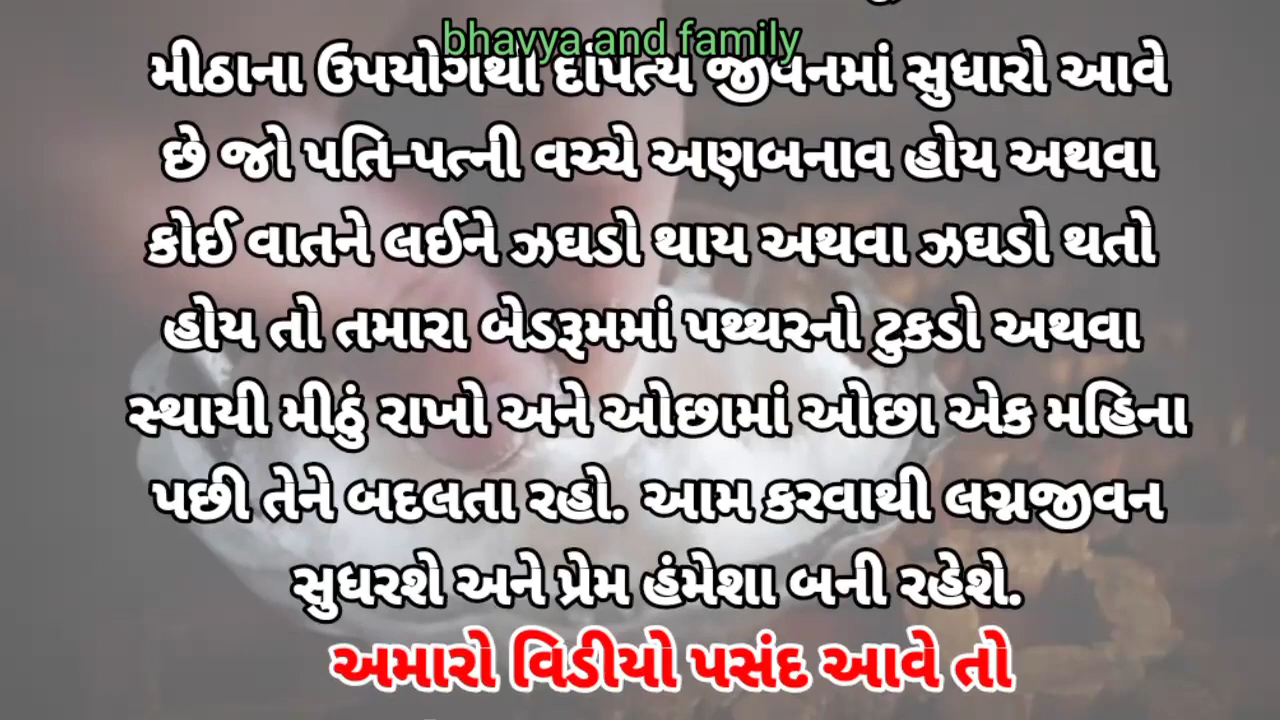 bhavya and family
મીઠાના ઉપયોગથી દાંપત્ય જીવનમાં સુધારો આવે
છે જો પતિ-પત્ની વચ્ચે અણબનાવ હોય અથવા
કોઈ વાતને લઈને ઝઘડો થાય અથવા ઝઘડો થતો
હોય તો તમારા બેડરૂમમાં પથ્થરનો ટુકડો અથવા
સ્થાયી મીઠું રાખો અને ઓછામાં ઓછા એક મહિના
પછી તેને બદલતા રહો. આમ કરવાથી લગ્નજીવન
સુધરશે અને પ્રેમ હંમેશા બની રહેશે.
અમારો વિડીયો પસંદ આવે તો